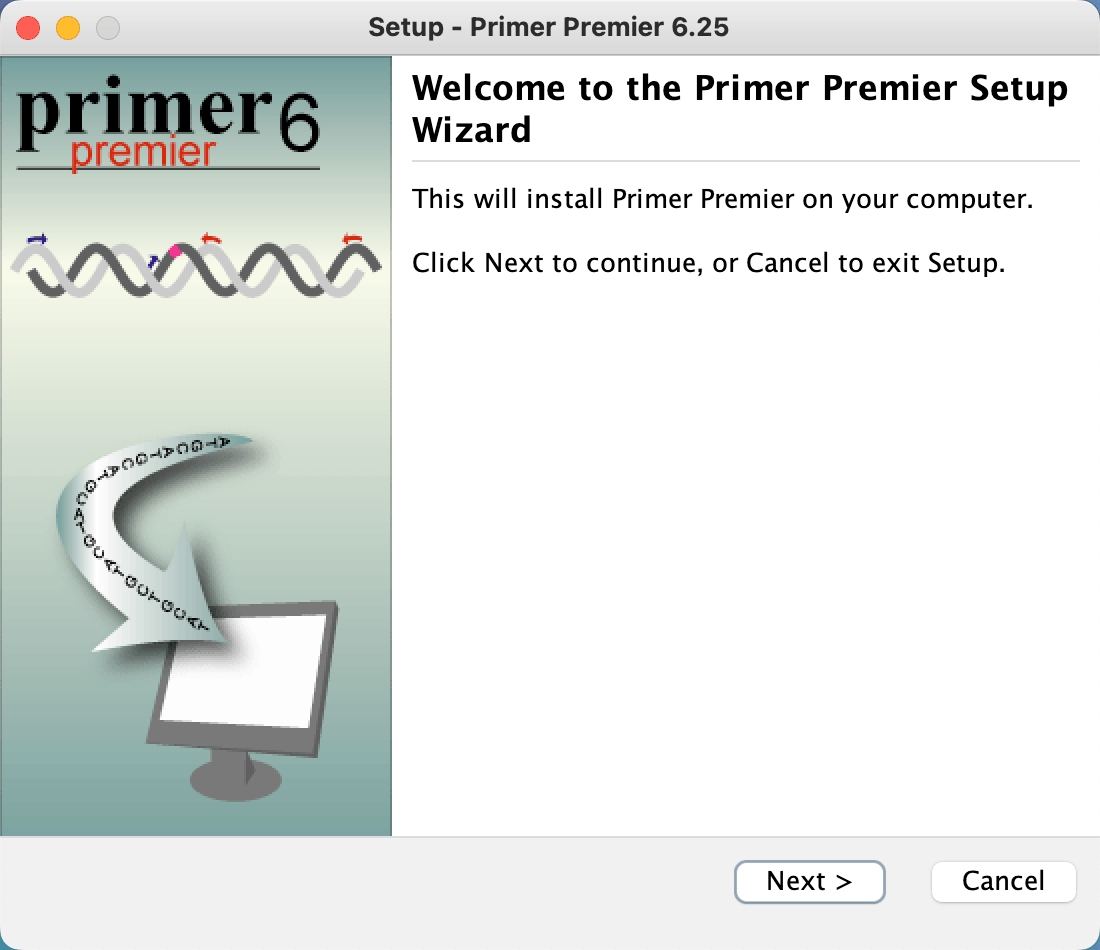 Setup - Primer Premier 6.25
primer 6
premier
Welcome to the Primer Premier Setup
Wizard
This will install Primer Premier on your computer.
Click Next to continue, or Cancel to exit Setup.
Next >
Cancel